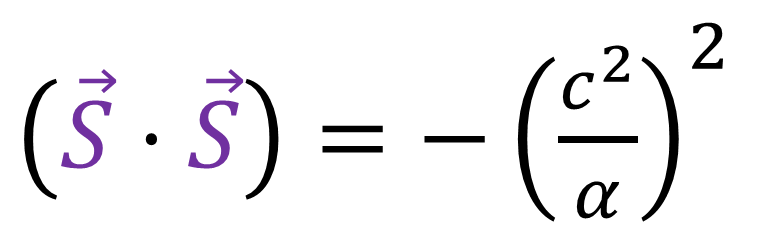 (S⃗ · S⃗) = − (c²/α)²